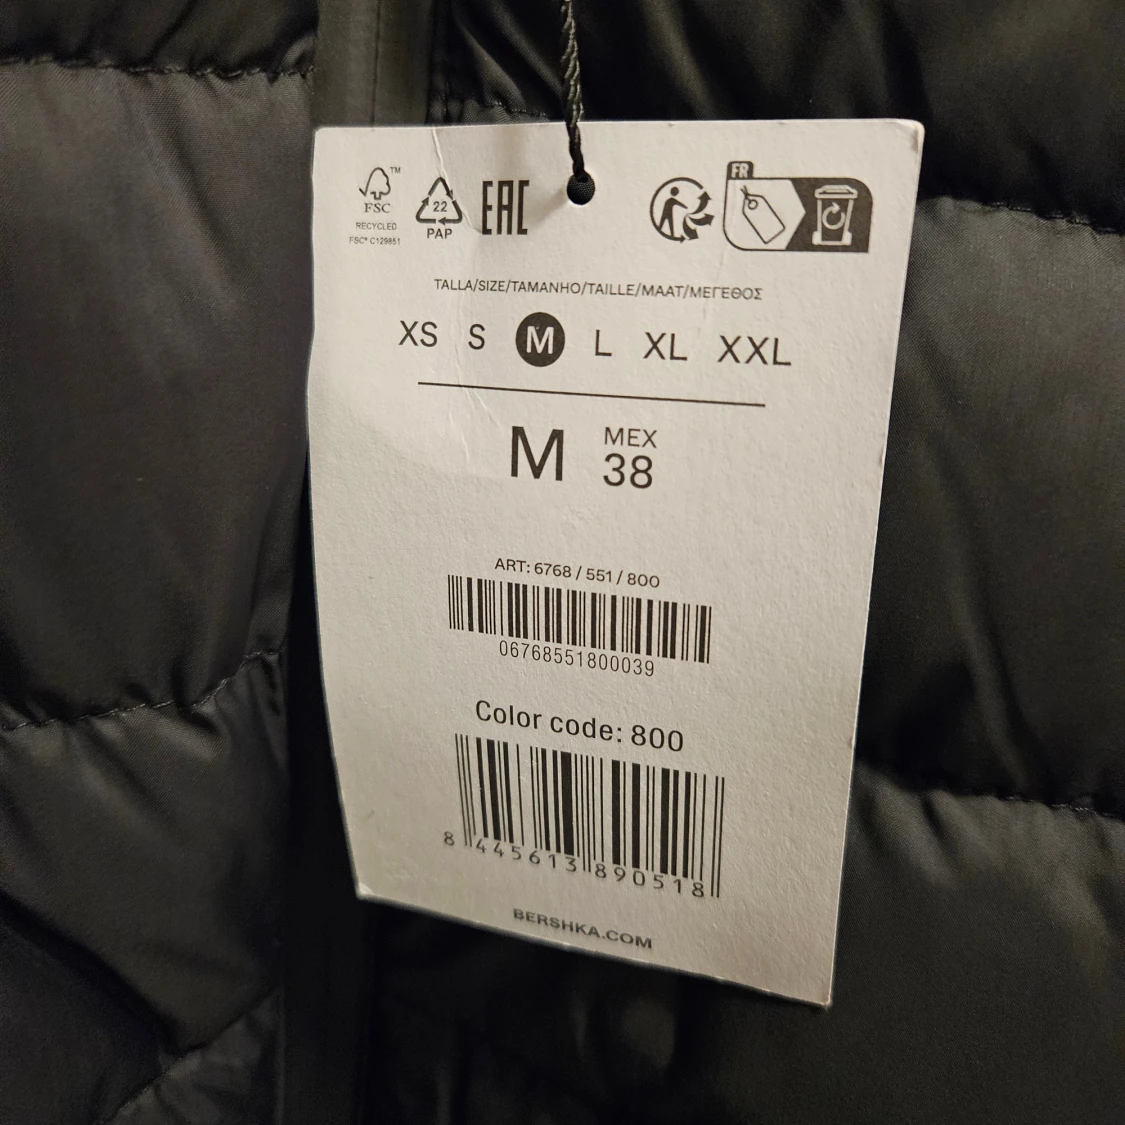 FSC™
RECYCLED
FSC® C129851
22
PAP
EAC
FR
TALLA/SIZE/TAMANHO/TAILLE/MAAT/ΜΕΓΕΘΟΣ
XS S M L XL XXL
M MEX 38
ART: 6768 / 551 / 800
06768551800039
Color code: 800
8 445613 890518
BERSHKA.COM